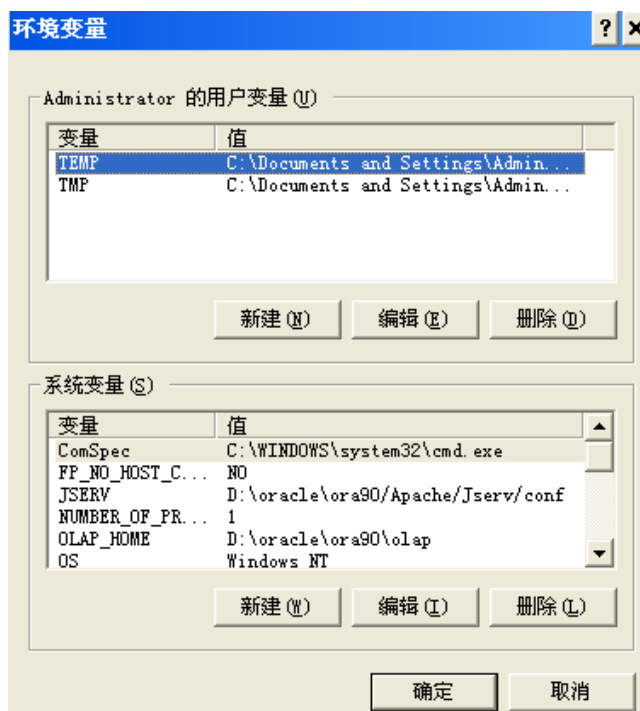 环境变量
Administrator 的用户变量(U)
变量 值
TEMP C:\Documents and Settings\Admin...
TMP C:\Documents and Settings\Admin...
新建(N) 编辑(E) 删除(D)
系统变量(S)
变量 值
ComSpec C:\WINDOWS\system32\cmd.exe
FP_NO_HOST_C... NO
JSERV D:\oracle\ora90/Apache/Jserv/conf
NUMBER_OF_PR... 1
OLAP_HOME D:\oracle\ora90\olap
OS Windows NT
新建(W) 编辑(I) 删除(L)
确定 取消